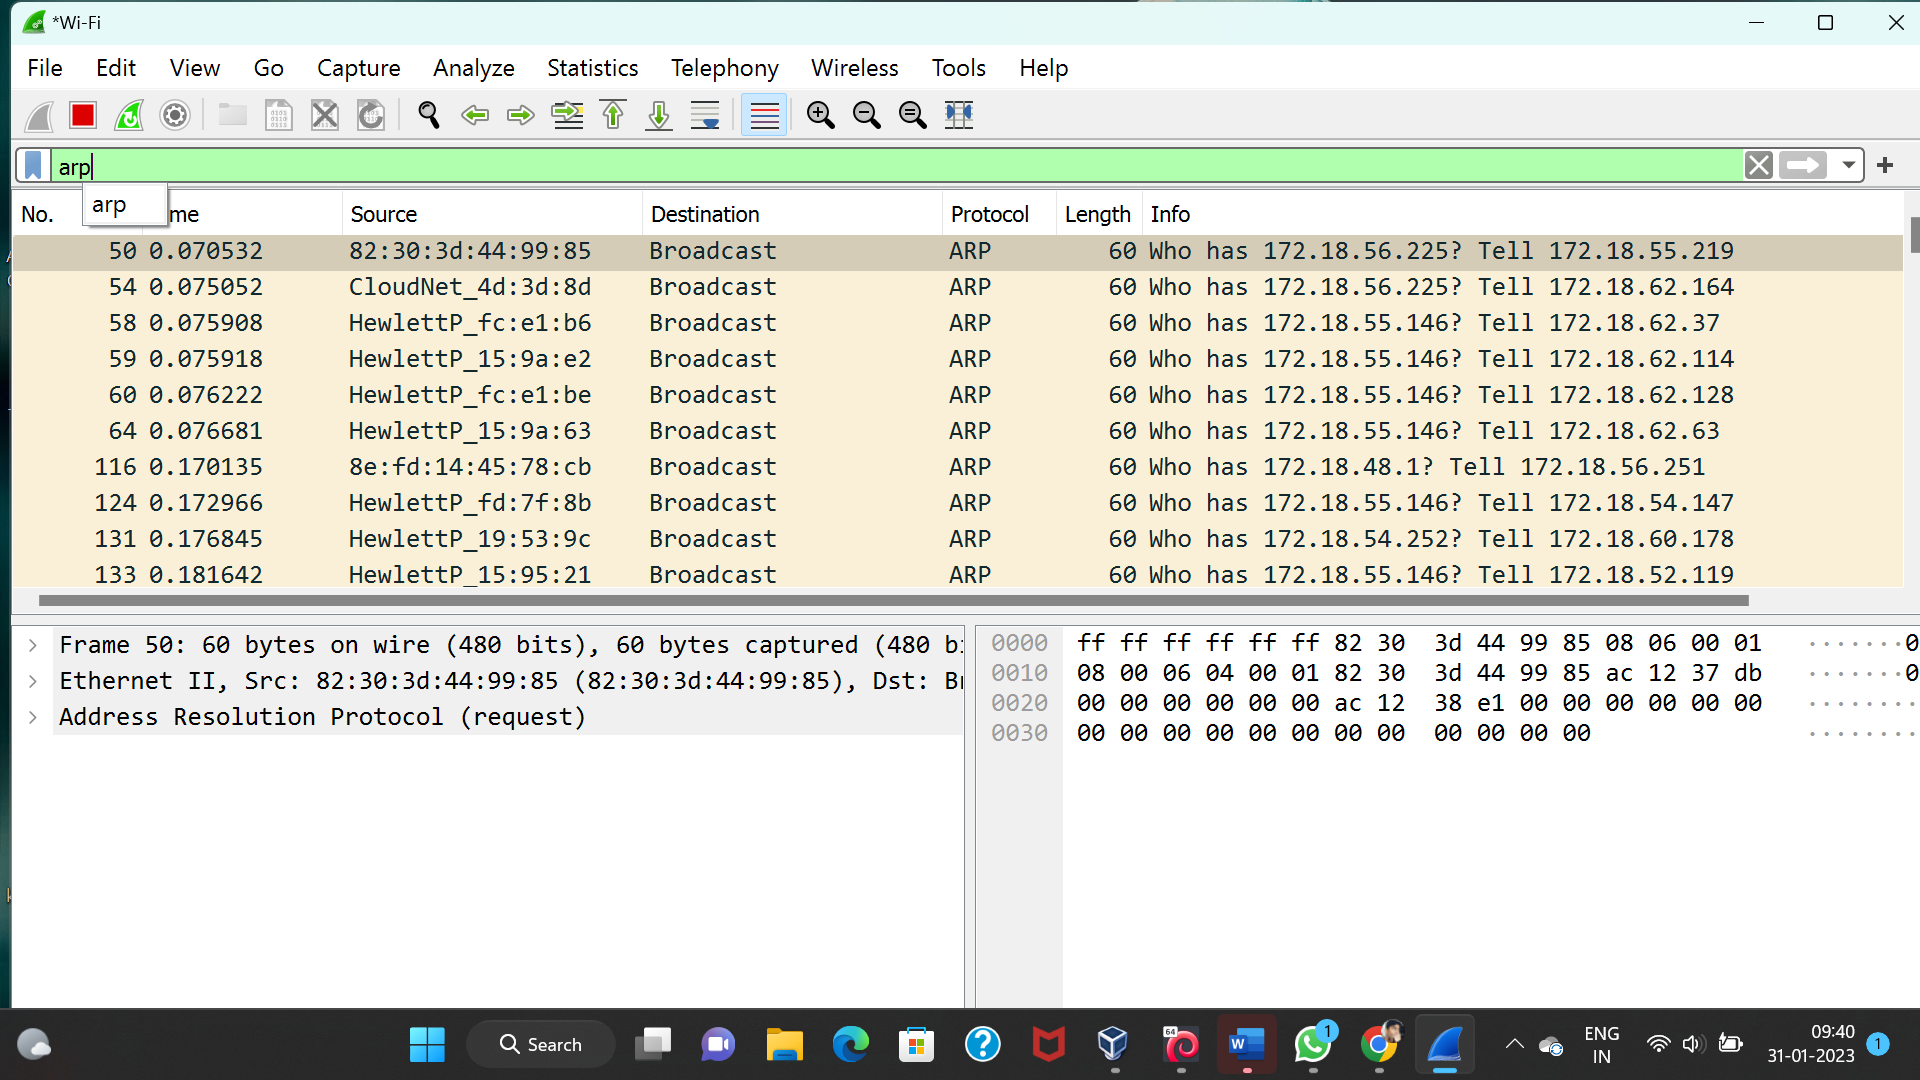 *Wi-Fi
File Edit View Go Capture Analyze Statistics Telephony Wireless Tools Help
arp
arp
No. me Source Destination Protocol Length Info
50 0.070532 82:30:3d:44:99:85 Broadcast ARP 60 Who has 172.18.56.225? Tell 172.18.55.219
54 0.075052 CloudNet_4d:3d:8d Broadcast ARP 60 Who has 172.18.56.225? Tell 172.18.62.164
58 0.075908 HewlettP_fc:e1:b6 Broadcast ARP 60 Who has 172.18.55.146? Tell 172.18.62.37
59 0.075918 HewlettP_15:9a:e2 Broadcast ARP 60 Who has 172.18.55.146? Tell 172.18.62.114
60 0.076222 HewlettP_fc:e1:be Broadcast ARP 60 Who has 172.18.55.146? Tell 172.18.62.128
64 0.076681 HewlettP_15:9a:63 Broadcast ARP 60 Who has 172.18.55.146? Tell 172.18.62.63
116 0.170135 8e:fd:14:45:78:cb Broadcast ARP 60 Who has 172.18.48.1? Tell 172.18.56.251
124 0.172966 HewlettP_fd:7f:8b Broadcast ARP 60 Who has 172.18.55.146? Tell 172.18.54.147
131 0.176845 HewlettP_19:53:9c Broadcast ARP 60 Who has 172.18.54.252? Tell 172.18.60.178
133 0.181642 HewlettP_15:95:21 Broadcast ARP 60 Who has 172.18.55.146? Tell 172.18.52.119
Frame 50: 60 bytes on wire (480 bits), 60 bytes captured (480 bi
Ethernet II, Src: 82:30:3d:44:99:85 (82:30:3d:44:99:85), Dst: Br
Address Resolution Protocol (request)
0000 ff ff ff ff ff ff 82 30 3d 44 99 85 08 06 00 01 ·······0
0010 08 00 06 04 00 01 82 30 3d 44 99 85 ac 12 37 db ·······0
0020 00 00 00 00 00 00 ac 12 38 e1 00 00 00 00 00 00 ········
0030 00 00 00 00 00 00 00 00 00 00 00 00 ········
Search
64
1
ENG
IN
09:40
31-01-2023
1